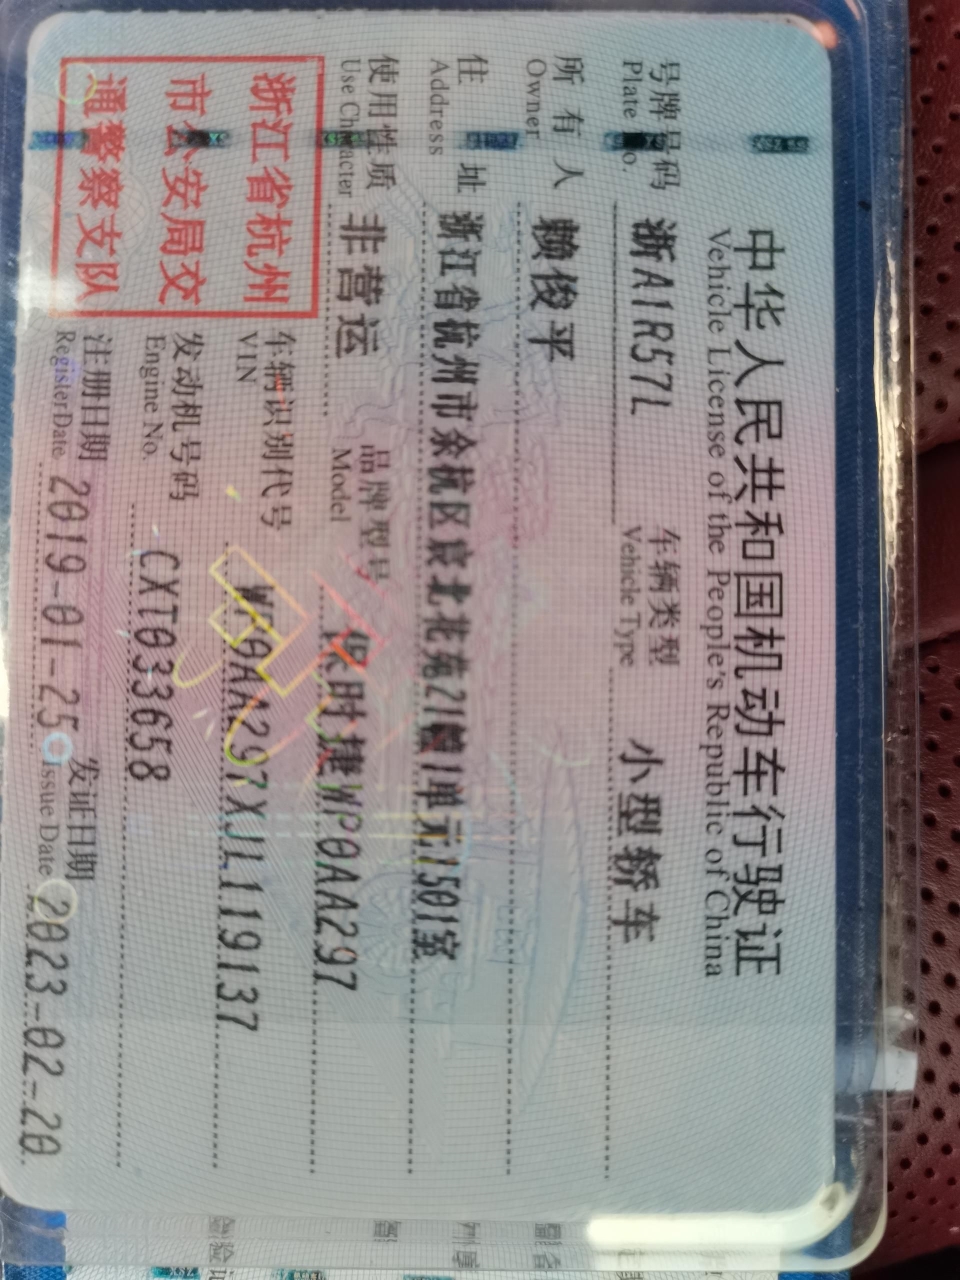 中华人民共和国机动车行驶证
Vehicle License of the People's Republic of China
号牌号码 浙A1R57L 车辆类型 小型轿车
Plate No. Vehicle Type
所有人 赖俊平
Owner
住址 浙江省杭州市余杭区宸北花苑21幢1单元1501室
Address
使用性质 非营运 品牌型号 保时捷WP0AA297
Use Character Model
浙江省杭州
市公安局交
通警察支队
车辆识别代号 WP0AA297XJL119137
VIN
发动机号码 CXT033658
Engine No.
注册日期 2019-01-25 发证日期 2023-02-20
Register Date Issue Date